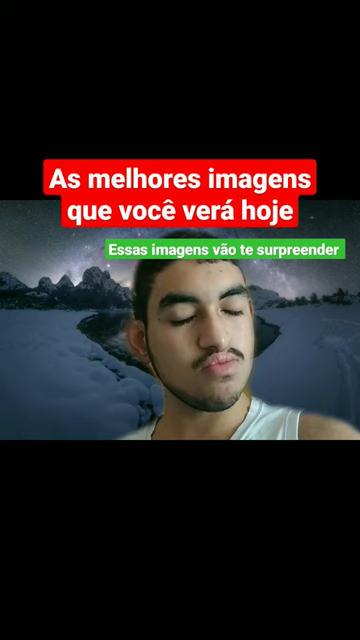 As melhores imagens
que você verá hoje
Essas imagens vão te surpreender